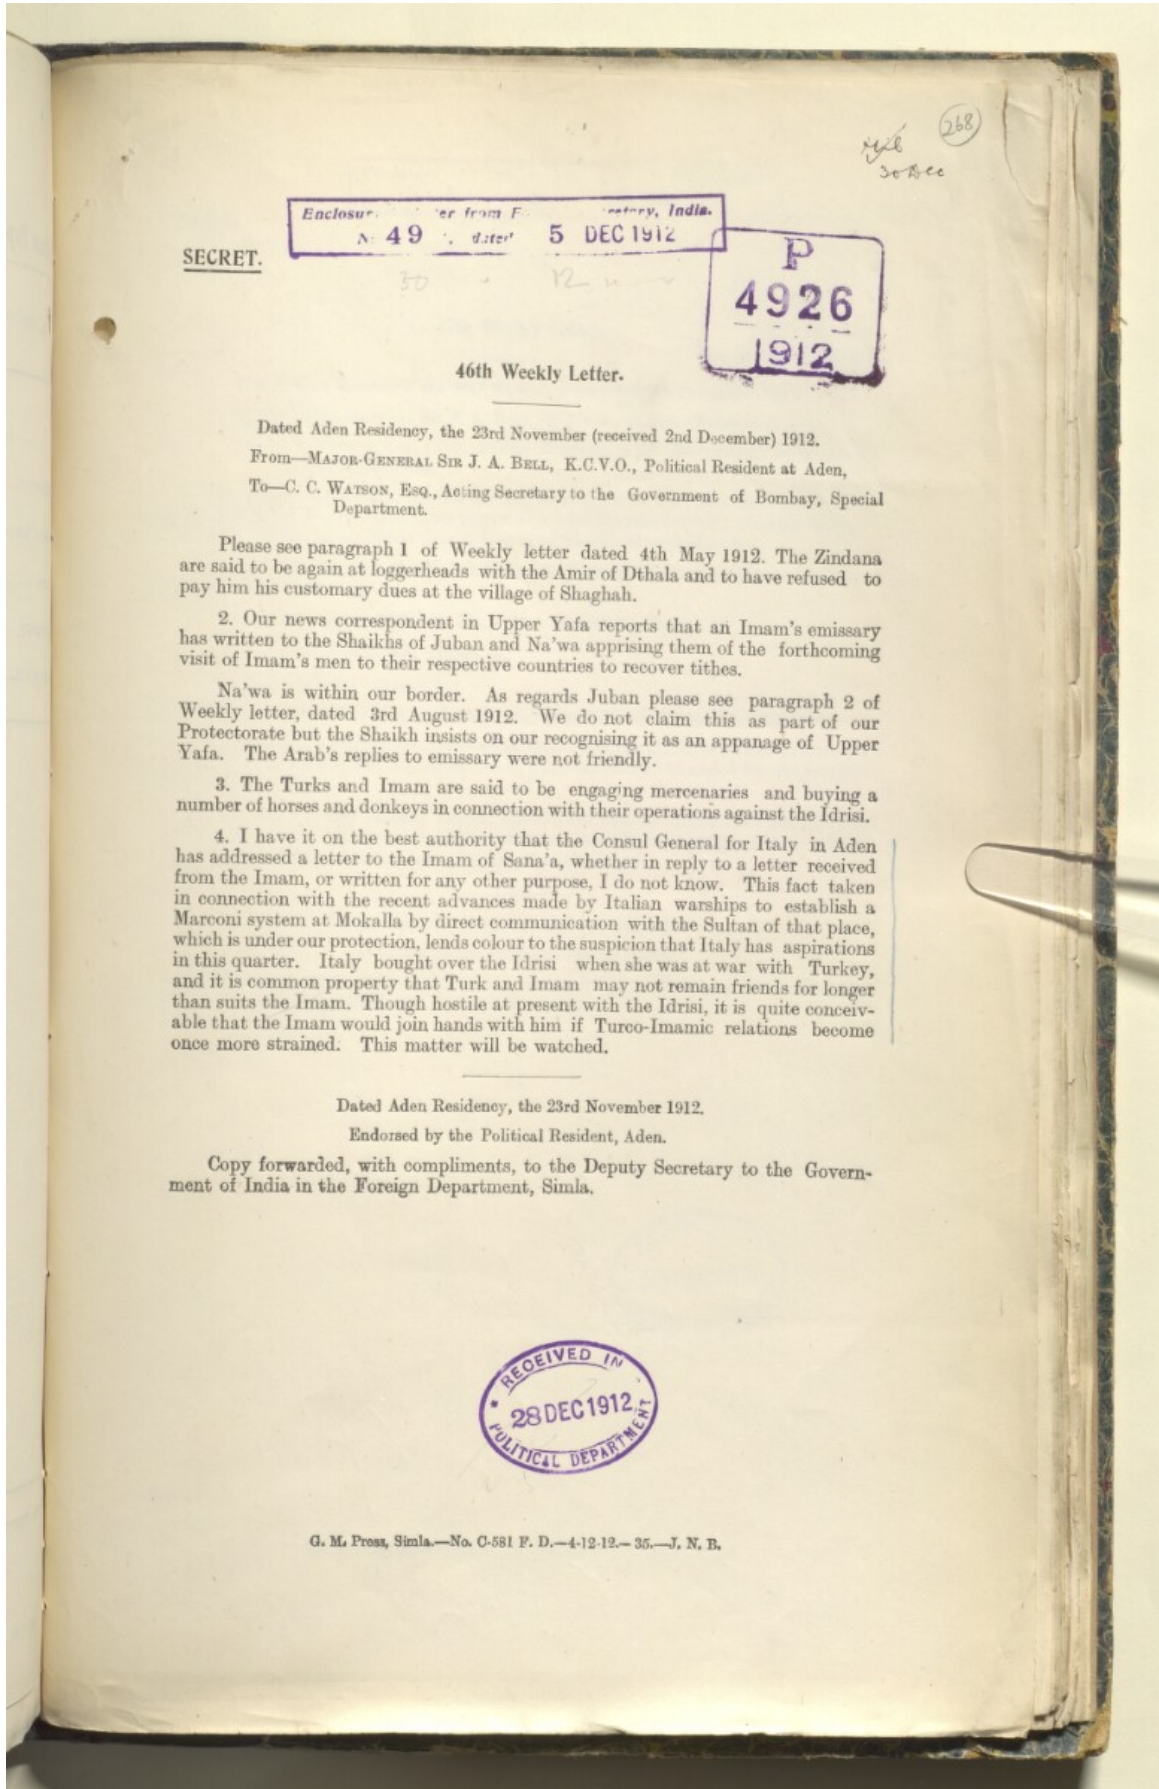 268
30 Dec
Enclosur er from F retary, India.
N 49 dated 5 DEC 1912
SECRET.
P
4926
1912
46th Weekly Letter.
Dated Aden Residency, the 23rd November (received 2nd December) 1912.
From—MAJOR-GENERAL SIR J. A. BELL, K.C.V.O., Political Resident at Aden,
To—C. C. WATSON, ESQ., Acting Secretary to the Government of Bombay, Special
Department.
Please see paragraph 1 of Weekly letter dated 4th May 1912. The Zindana
are said to be again at loggerheads with the Amir of Dthala and to have refused to
pay him his customary dues at the village of Shaghah.
2. Our news correspondent in Upper Yafa reports that an Imam's emissary
has written to the Shaikhs of Juban and Na'wa apprising them of the forthcoming
visit of Imam's men to their respective countries to recover tithes.
Na'wa is within our border. As regards Juban please see paragraph 2 of
Weekly letter, dated 3rd August 1912. We do not claim this as part of our
Protectorate but the Shaikh insists on our recognising it as an appanage of Upper
Yafa. The Arab's replies to emissary were not friendly.
3. The Turks and Imam are said to be engaging mercenaries and buying a
number of horses and donkeys in connection with their operations against the Idrisi.
4. I have it on the best authority that the Consul General for Italy in Aden
has addressed a letter to the Imam of Sana'a, whether in reply to a letter received
from the Imam, or written for any other purpose, I do not know. This fact taken
in connection with the recent advances made by Italian warships to establish a
Marconi system at Mokalla by direct communication with the Sultan of that place,
which is under our protection, lends colour to the suspicion that Italy has aspirations
in this quarter. Italy bought over the Idrisi when she was at war with Turkey,
and it is common property that Turk and Imam may not remain friends for longer
than suits the Imam. Though hostile at present with the Idrisi, it is quite conceiv-
able that the Imam would join hands with him if Turco-Imamic relations become
once more strained. This matter will be watched.
Dated Aden Residency, the 23rd November 1912.
Endorsed by the Political Resident, Aden.
Copy forwarded, with compliments, to the Deputy Secretary to the Govern-
ment of India in the Foreign Department, Simla.
RECEIVED IN
28 DEC 1912
POLITICAL DEPARTMENT
G. M. Press, Simla.—No. C-581 F. D.—4-12-12.—35.—J. N. B.